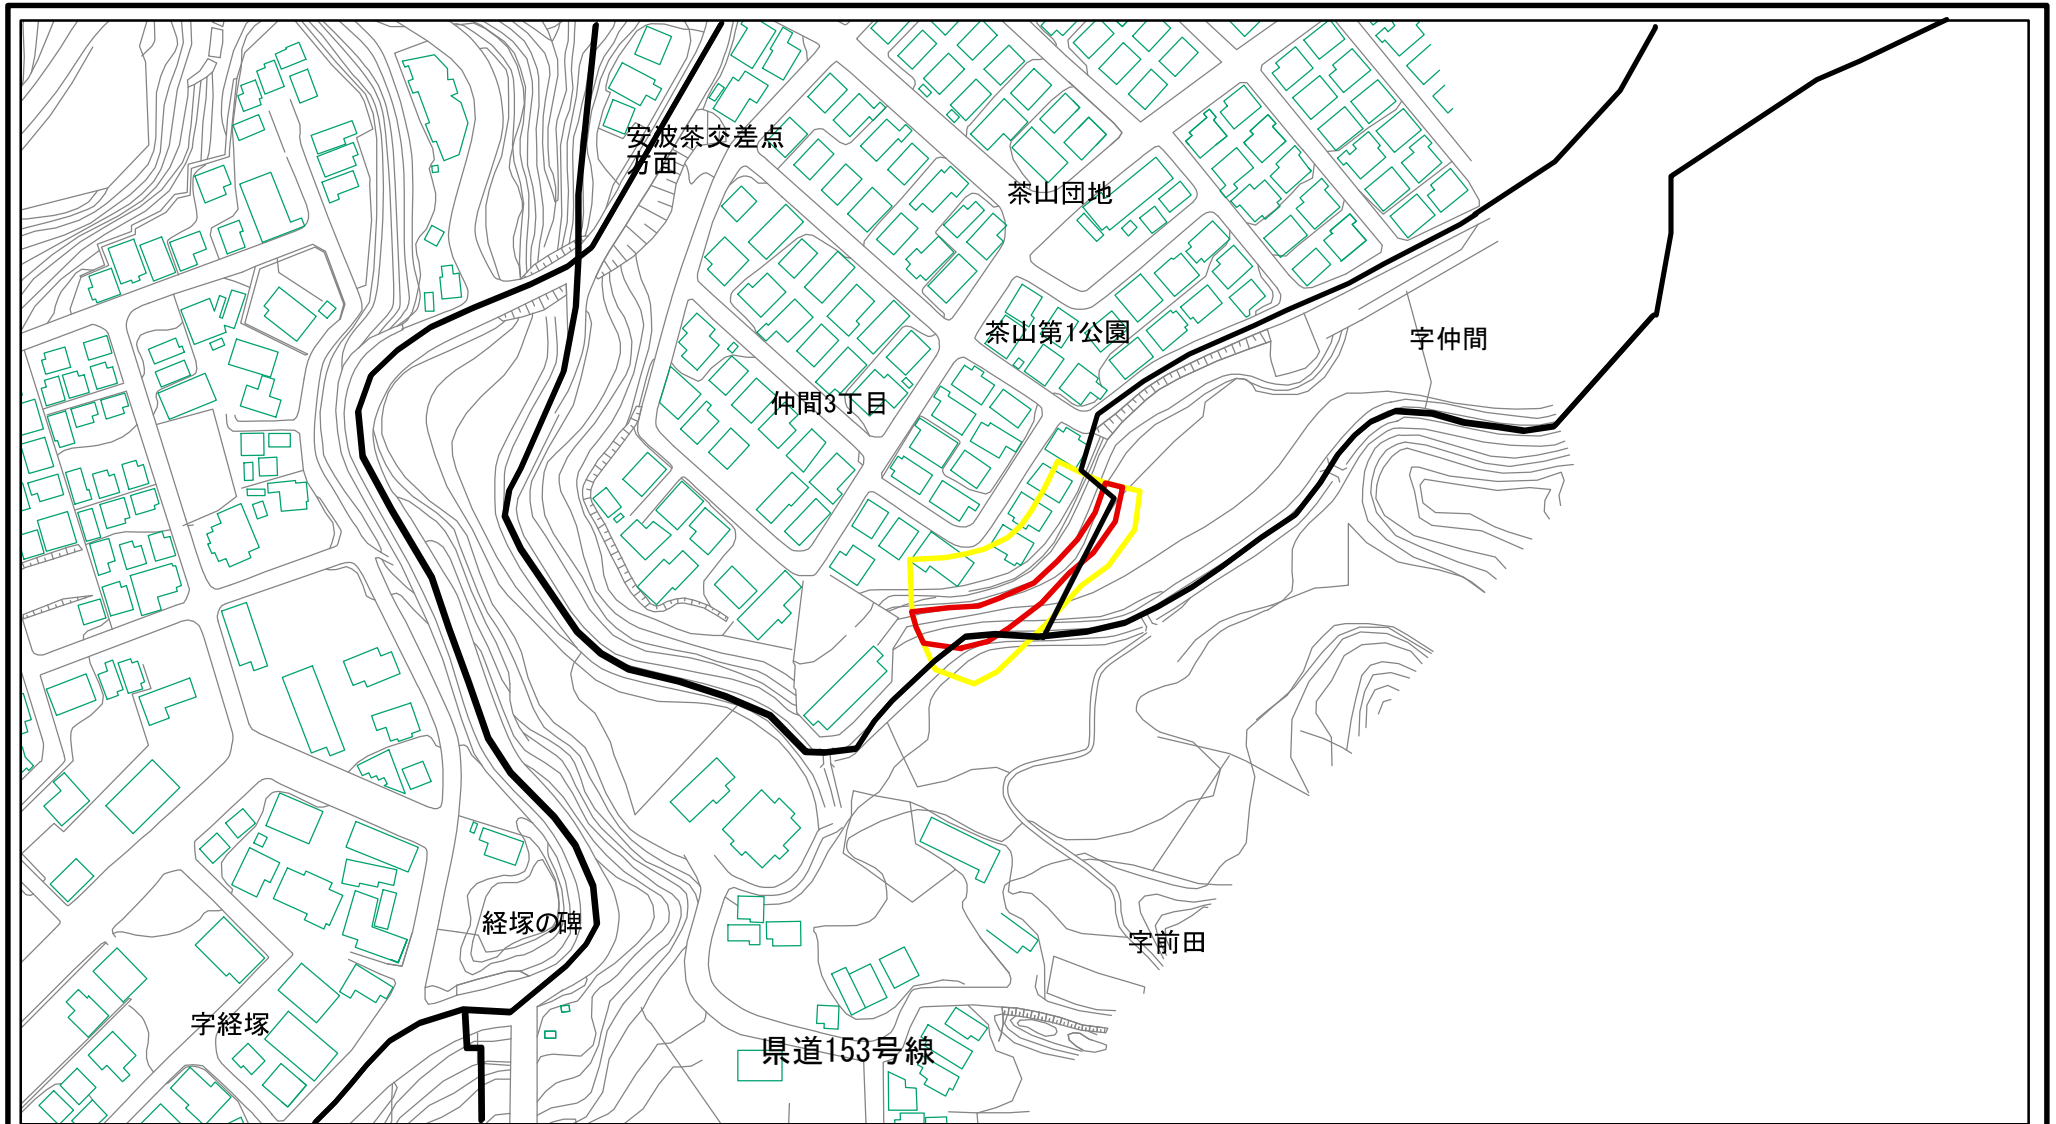 安波茶交差点
方面
茶山団地
茶山第1公園
字仲間
仲間3丁目
経塚の碑
字前田
字経塚
県道153号線